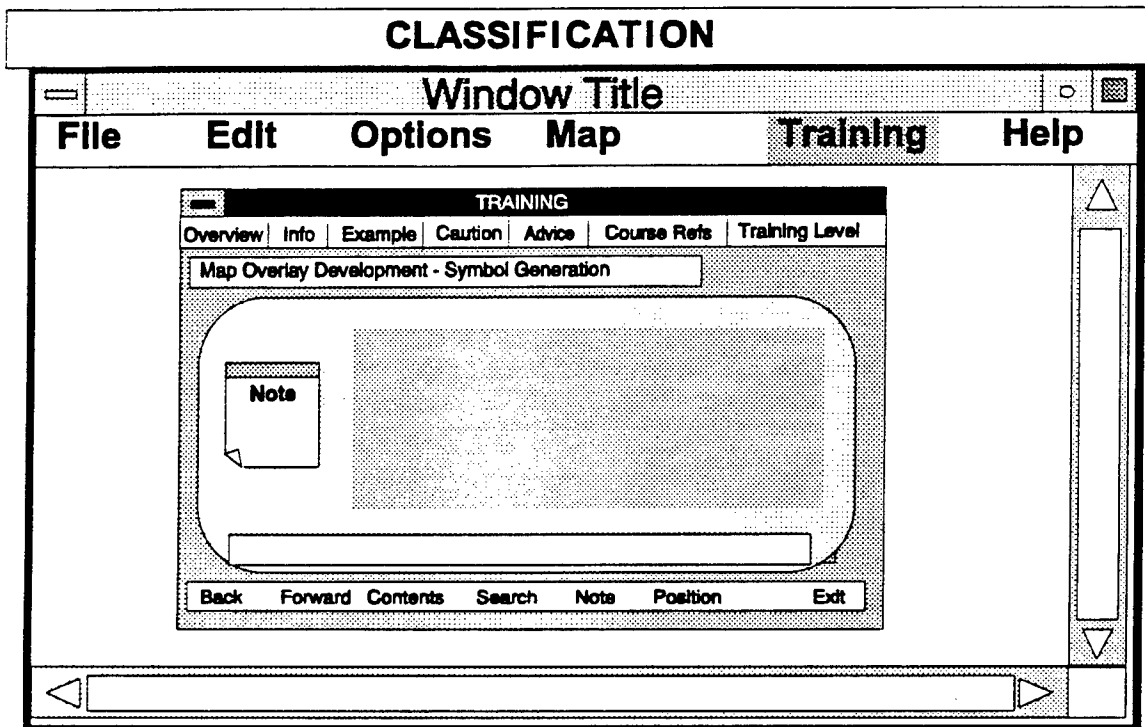 CLASSIFICATION
Window Title
File Edit Options Map Training Help
TRAINING
Overview Info Example Caution Advice Course Refs Training Level
Map Overlay Development - Symbol Generation
Note
Back Forward Contents Search Note Position Exit